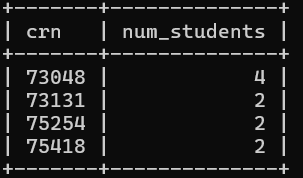 +-------+--------------+
| crn   | num_students |
+-------+--------------+
| 73048 |            4 |
| 73131 |            2 |
| 75254 |            2 |
| 75418 |            2 |
+-------+--------------+